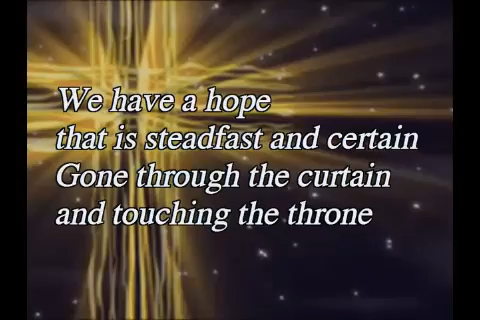 We have a hope
that is steadfast and certain
Gone through the curtain
and touching the throne